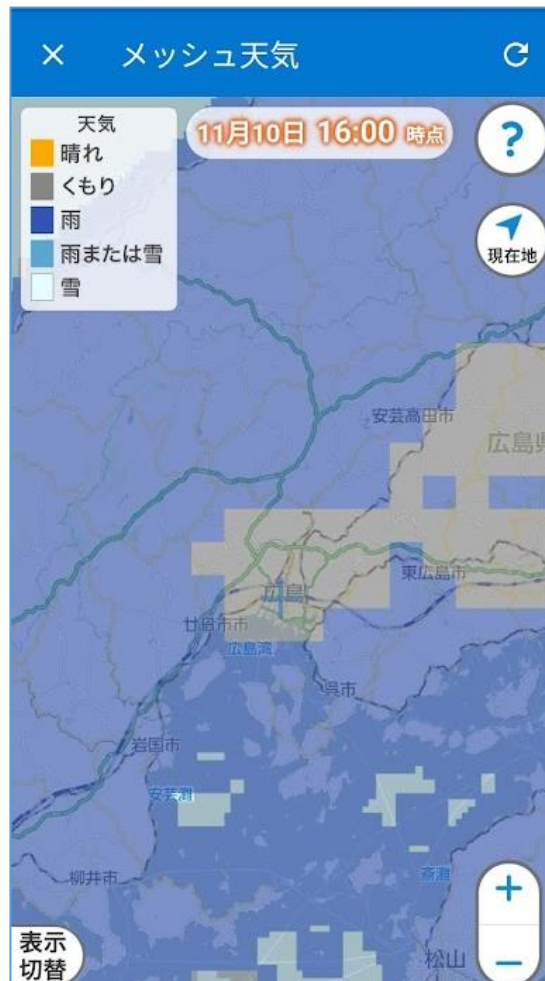 メッシュ天気
天気
晴れ
くもり
雨
雨または雪
雪
11月10日 16:00 時点
?
現在地
安芸高田市
広島県
東広島市
広島
廿日市市
広島湾
呉市
岩国市
安芸灘
柳井市
斎灘
松山
表示
切替